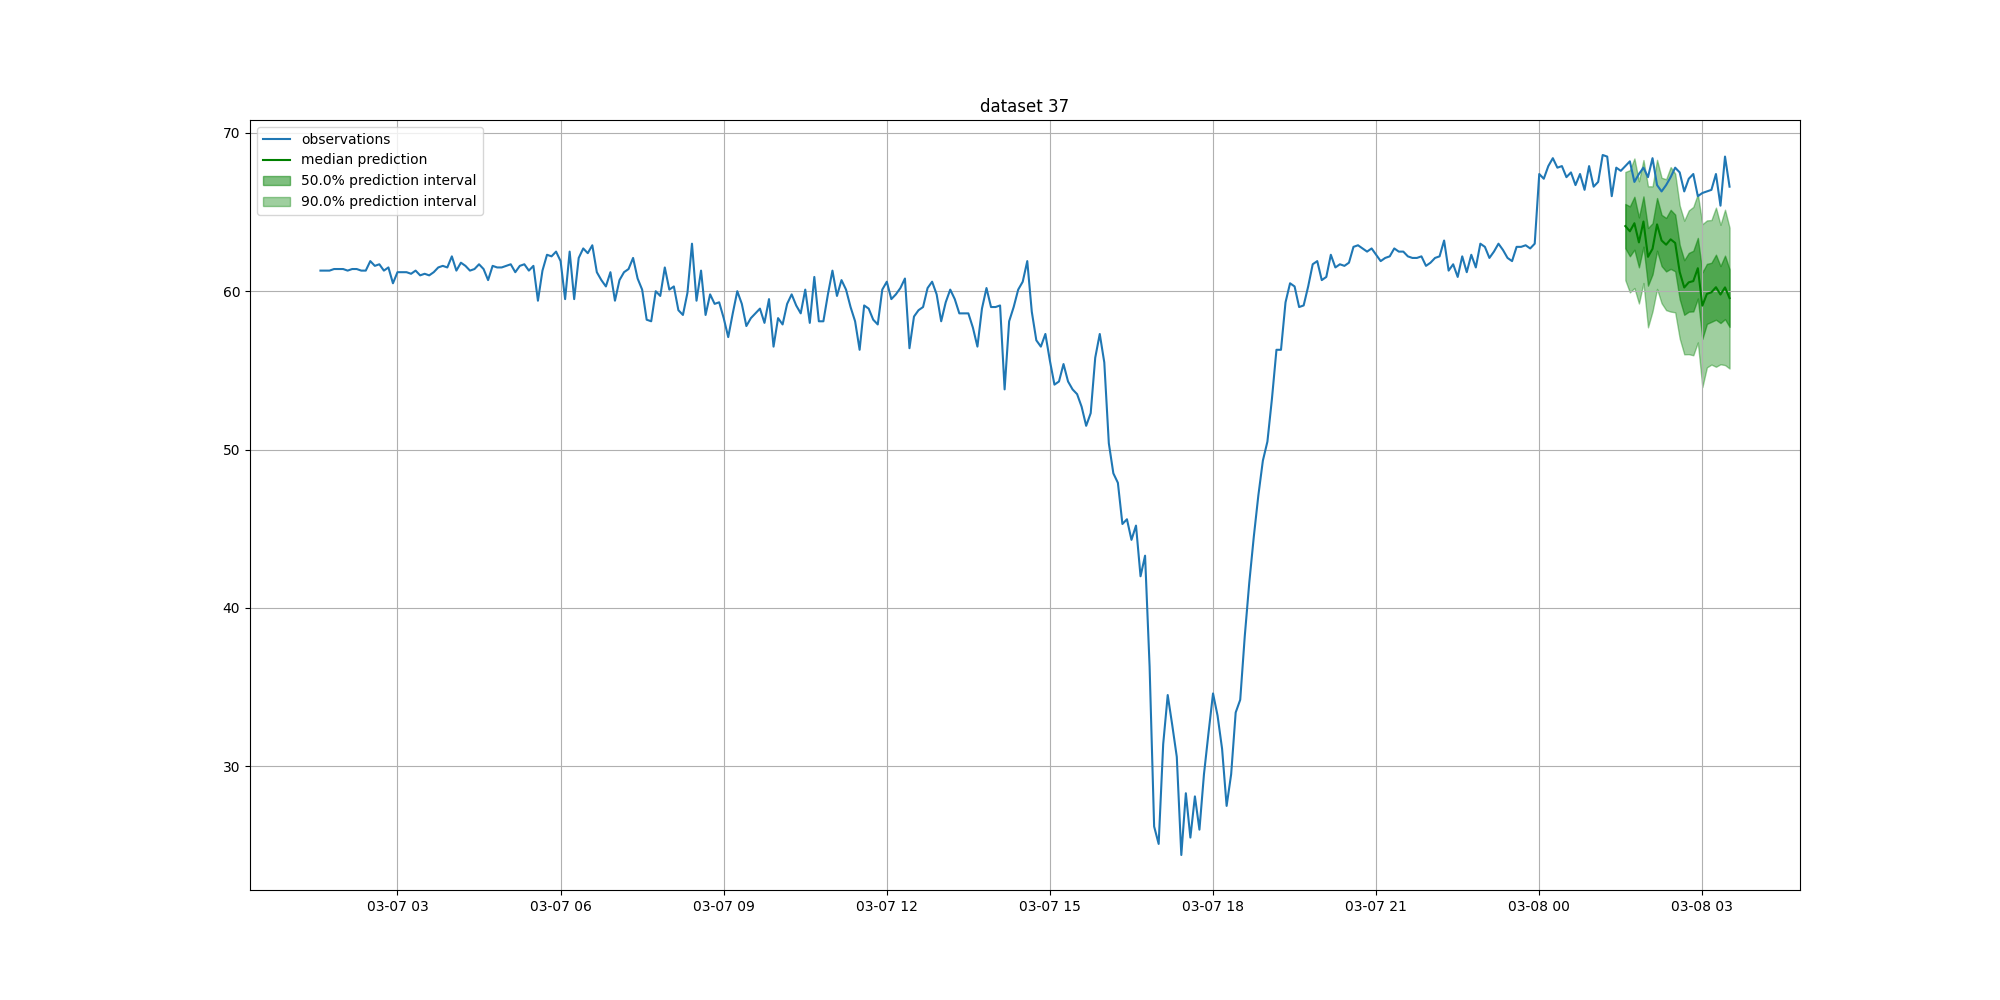 dataset 37
observations
median prediction
50.0% prediction interval
90.0% prediction interval
70
60
50
40
30
03-07 03
03-07 06
03-07 09
03-07 12
03-07 15
03-07 18
03-07 21
03-08 00
03-08 03